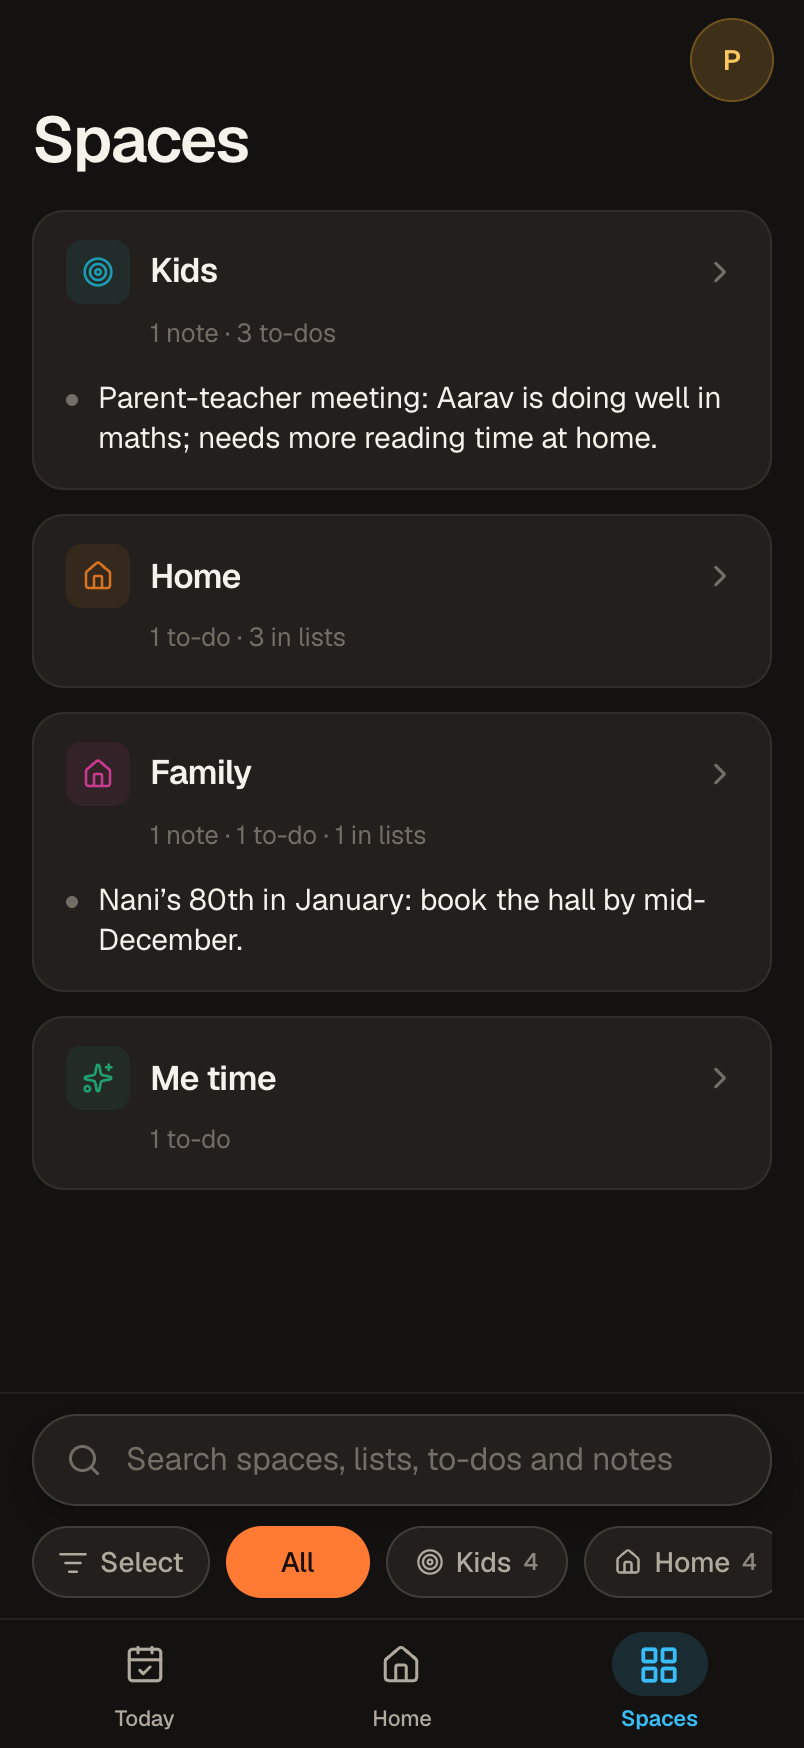 P
Spaces
Kids
1 note · 3 to-dos
Parent-teacher meeting: Aarav is doing well in
maths; needs more reading time at home.
Home
1 to-do · 3 in lists
Family
1 note · 1 to-do · 1 in lists
Nani’s 80th in January: book the hall by mid-
December.
Me time
1 to-do
Search spaces, lists, to-dos and notes
Select All Kids 4 Home 4
Today Home Spaces